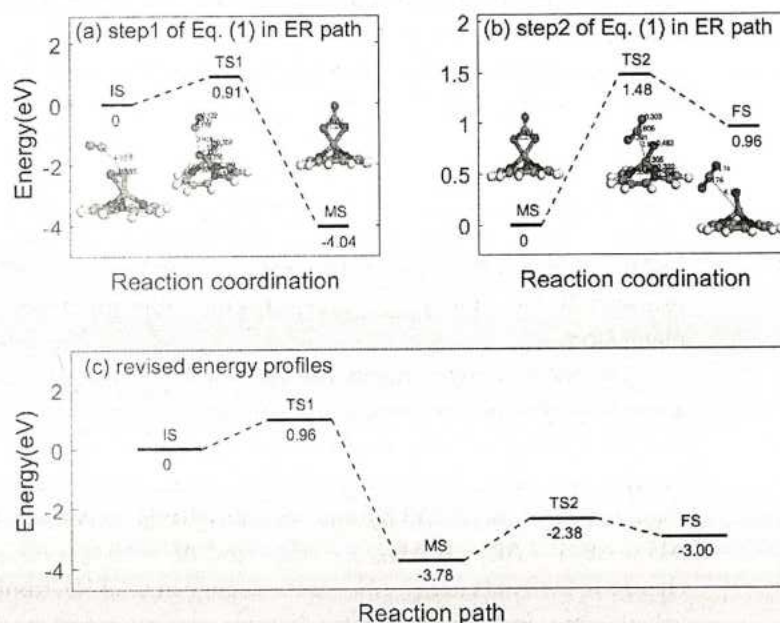 (a) step1 of Eq. (1) in ER path
Energy(eV)
2
0
-2
-4
IS
0
TS1
0.91
MS
-4.04
Reaction coordination
(b) step2 of Eq. (1) in ER path
Energy(eV)
2
1.5
1
0.5
0
MS
0
TS2
1.48
FS
0.96
Reaction coordination
(c) revised energy profiles
Energy(eV)
2
0
-2
-4
IS
0
TS1
0.96
MS
-3.78
TS2
-2.38
FS
-3.00
Reaction path